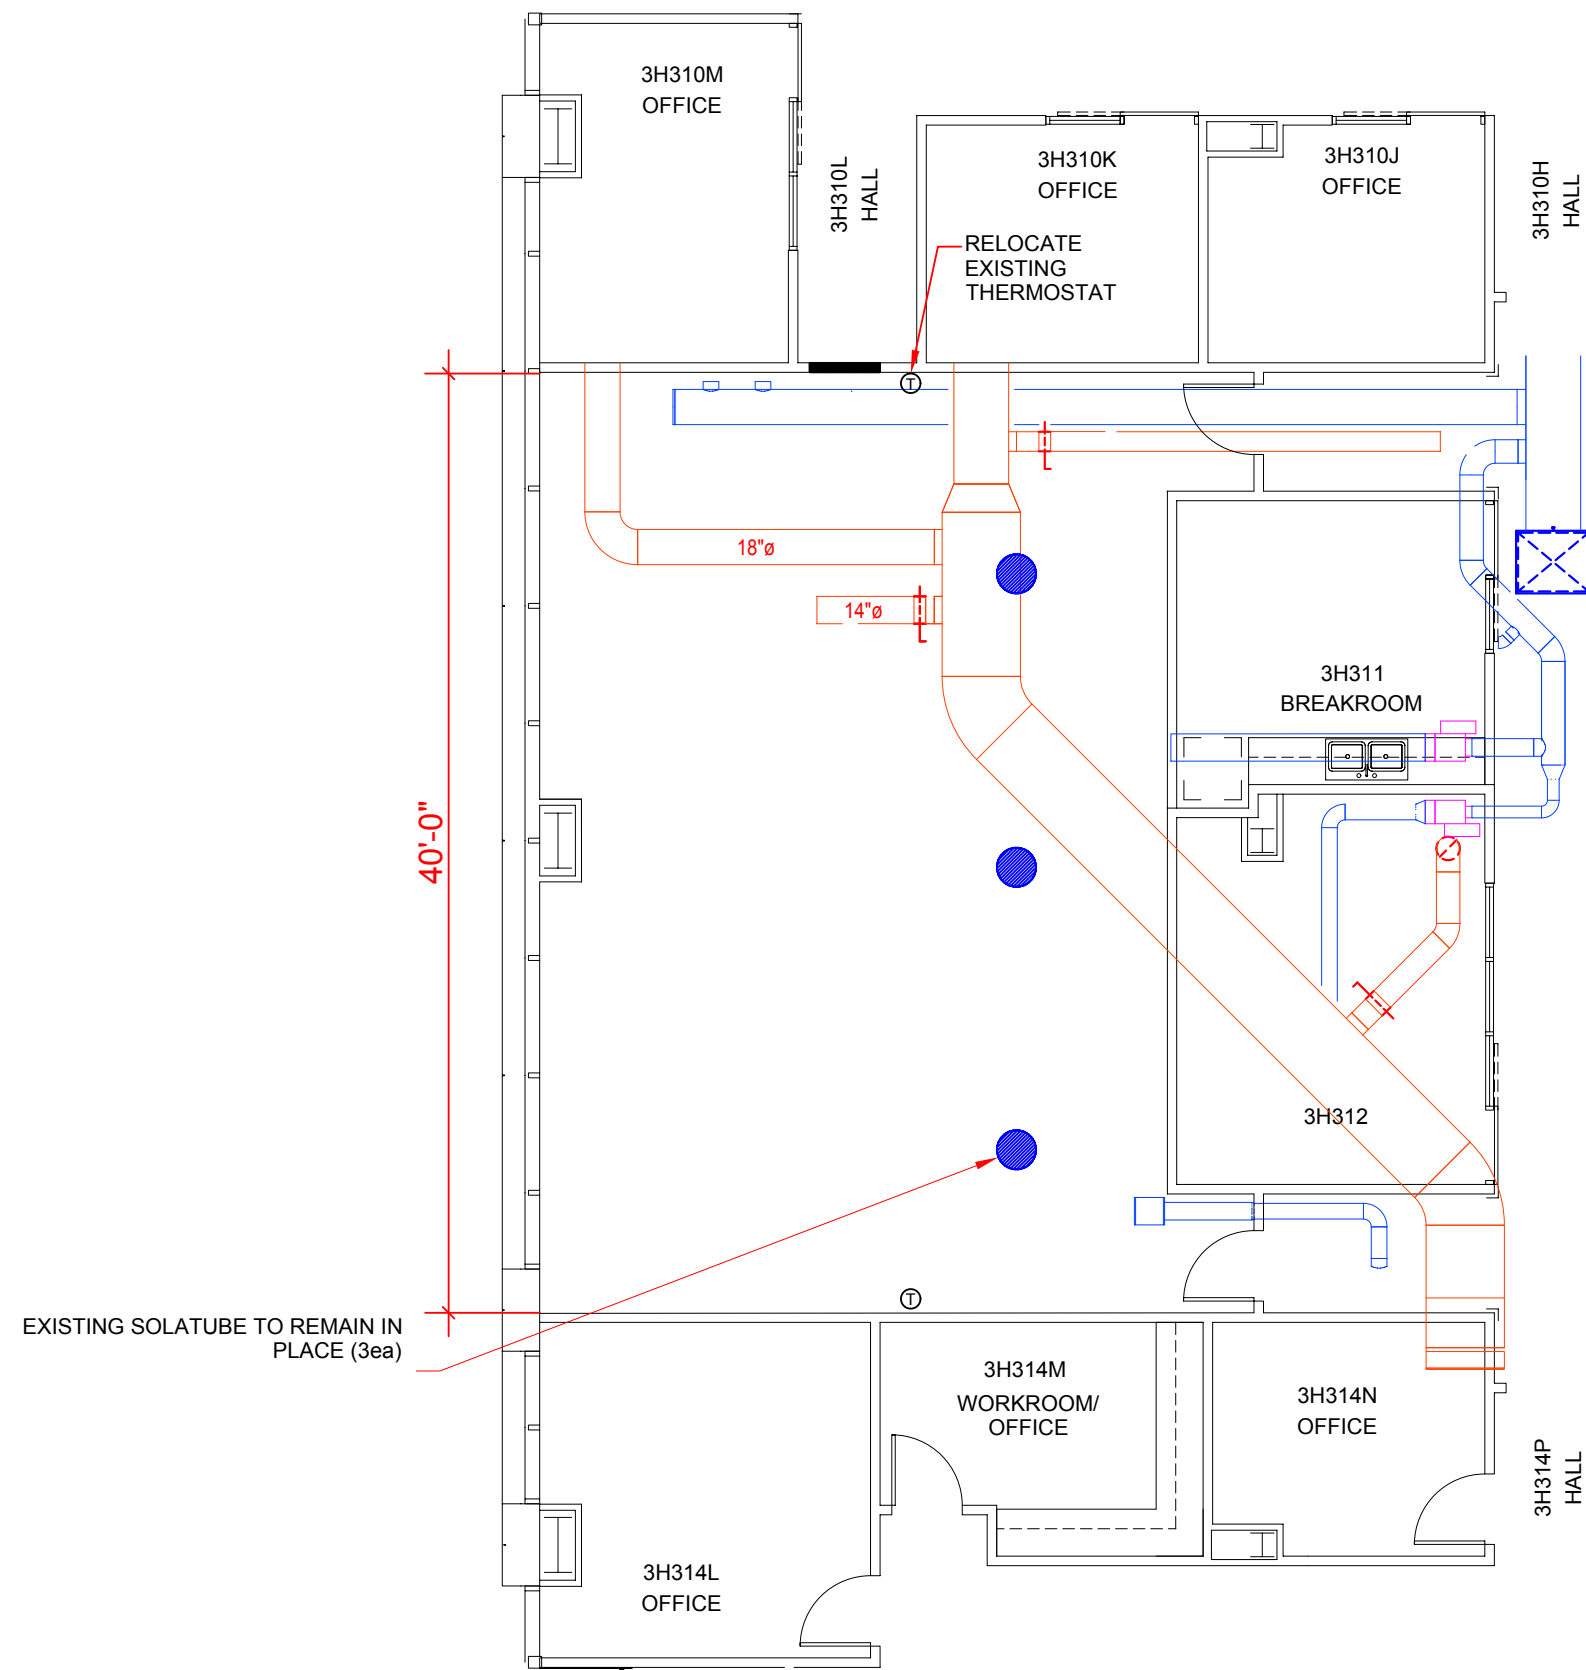 3H310M
OFFICE
3H310L
HALL
3H310K
OFFICE
3H310J
OFFICE
3H310H
HALL
RELOCATE
EXISTING
THERMOSTAT
T
18"ø
14"ø
3H311
BREAKROOM
40'-0"
3H312
T
EXISTING SOLATUBE TO REMAIN IN
PLACE (3ea)
3H314M
WORKROOM/
OFFICE
3H314N
OFFICE
3H314P
HALL
3H314L
OFFICE